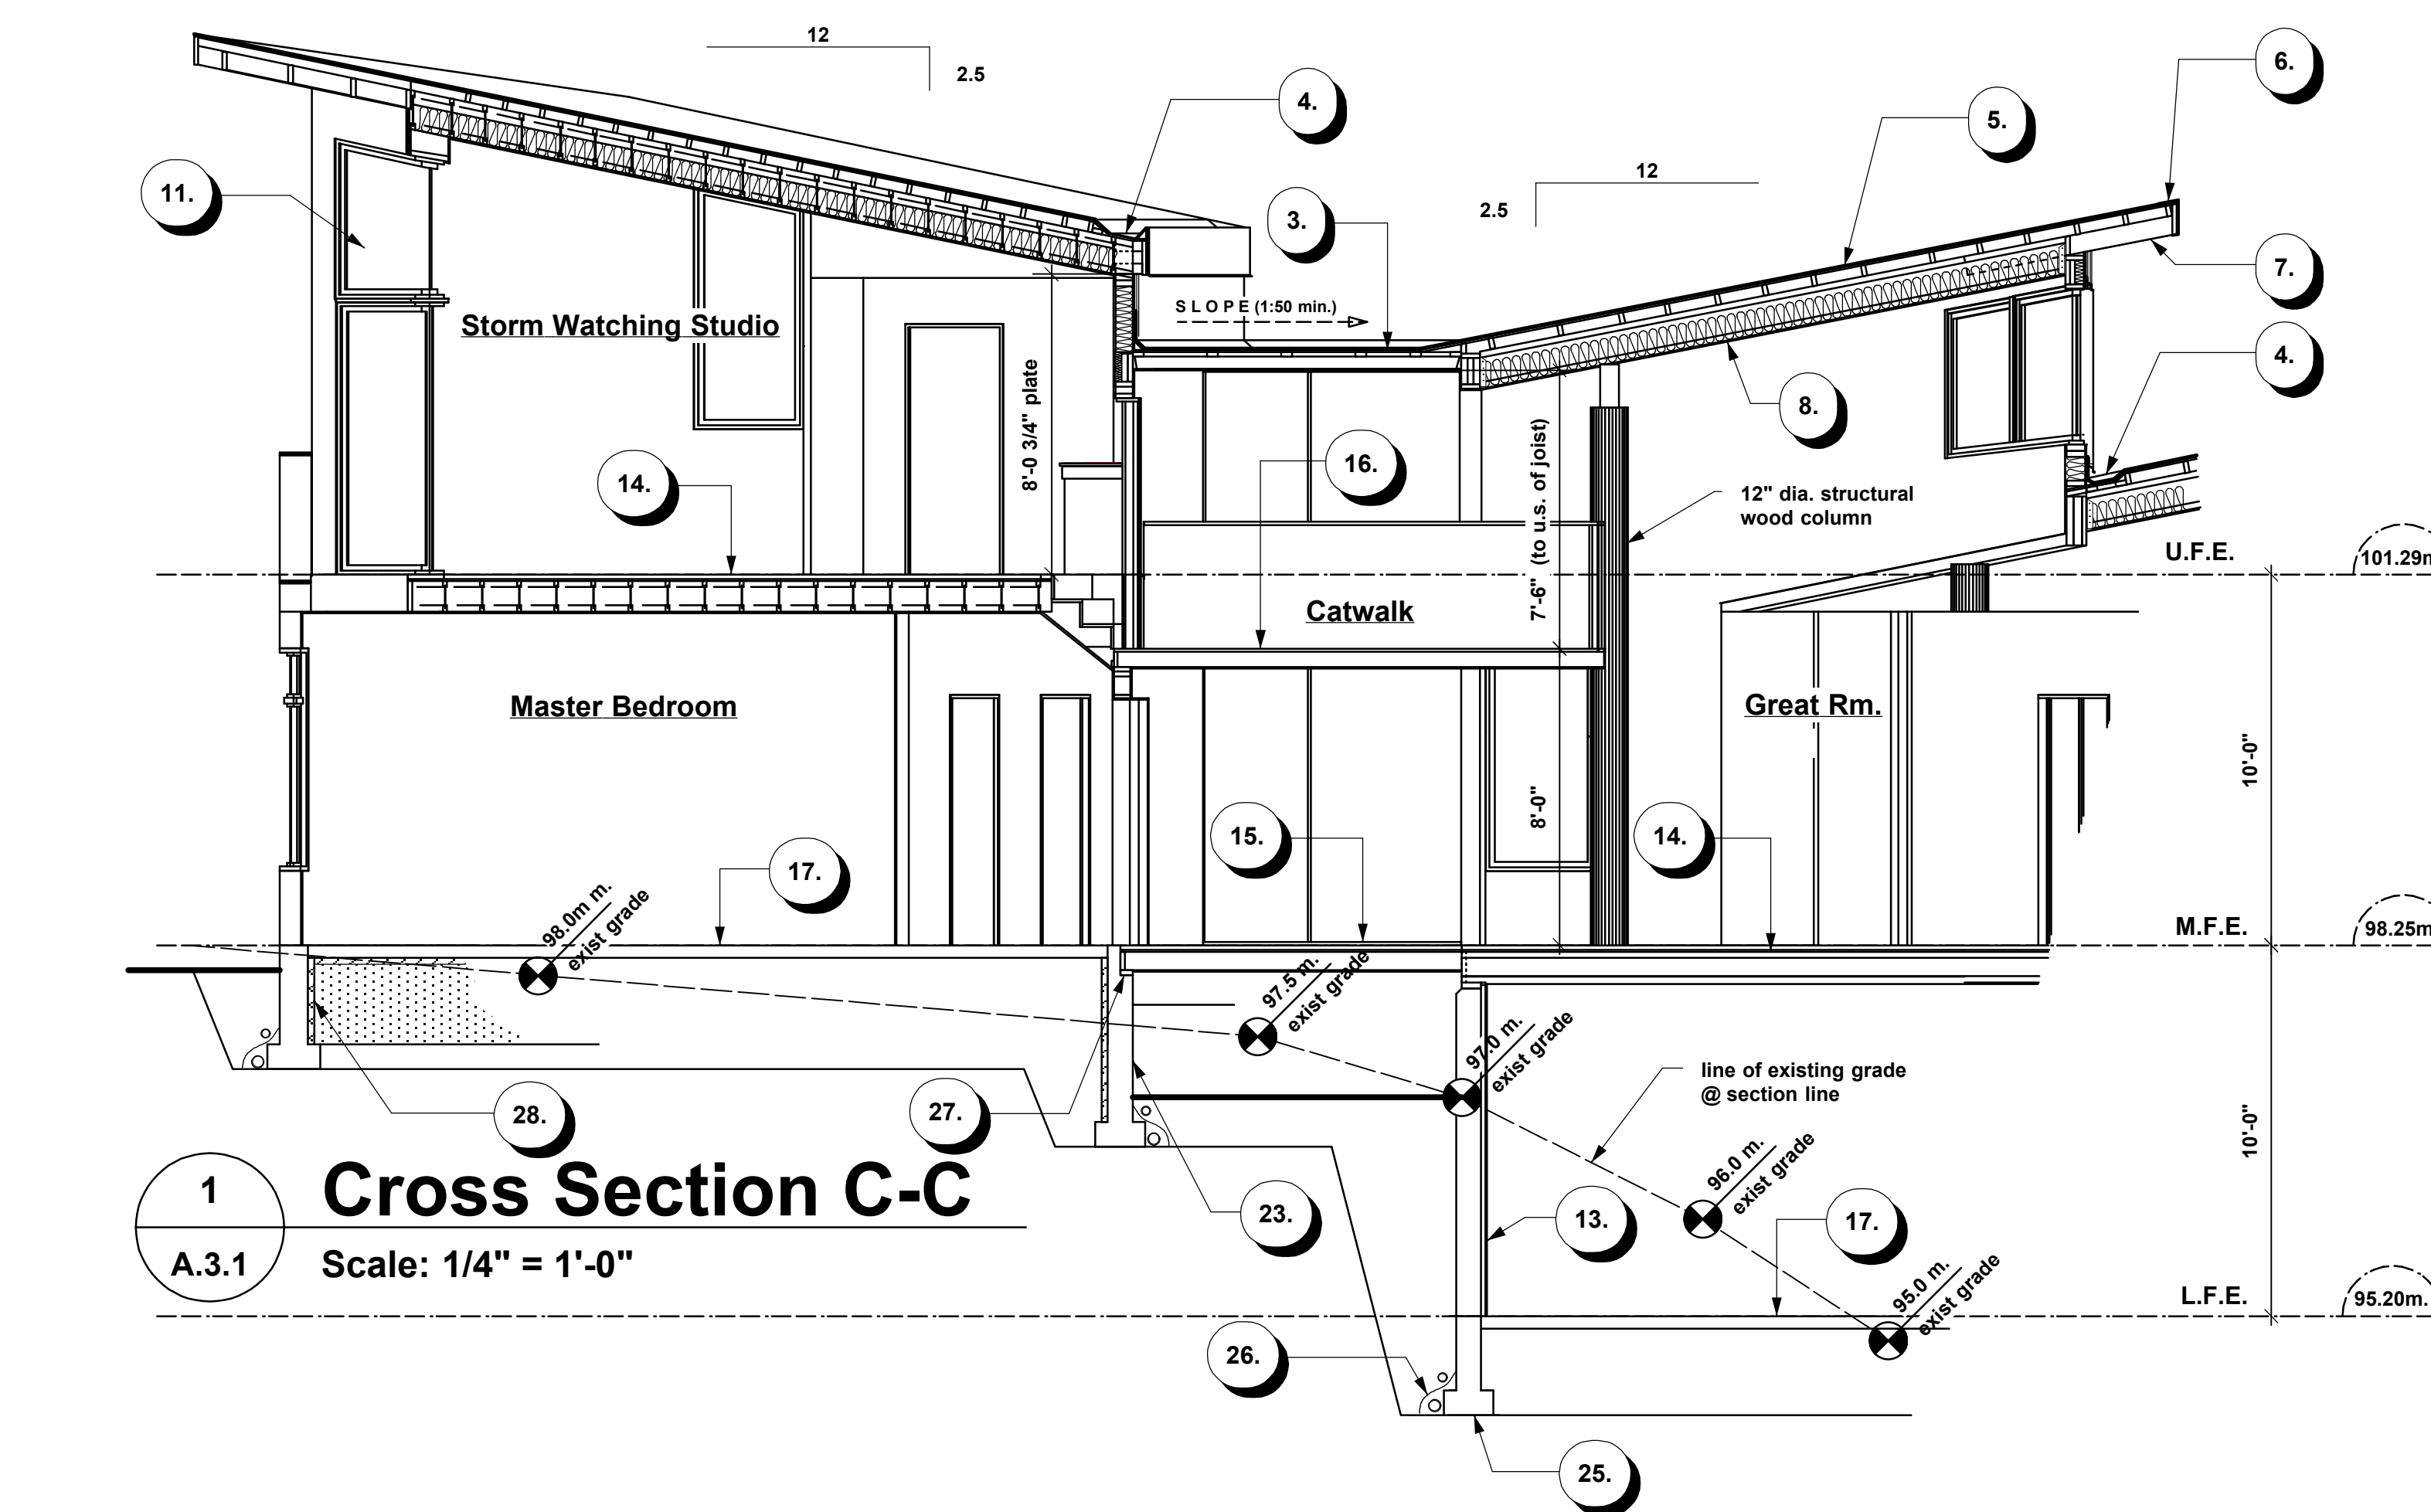 12
2.5
4.
6.
5.
12
2.5
11.
3.
7.
S L O P E (1:50 min.)
Storm Watching Studio
4.
8.
8'-0 3/4" plate
14.
16.
7'-6" (to u.s. of joist)
12" dia. structural
wood column
U.F.E.
101.29m
Catwalk
Master Bedroom
Great Rm.
10'-0"
8'-0"
15.
14.
17.
98.0m m.
exist grade
M.F.E.
98.25m
97.5 m.
exist grade
97.0 m.
exist grade
line of existing grade
@ section line
28.
27.
10'-0"
96.0 m.
exist grade
1
Cross Section C-C
A.3.1
Scale: 1/4" = 1'-0"
23.
13.
17.
95.0 m.
exist grade
L.F.E.
95.20m.
26.
25.